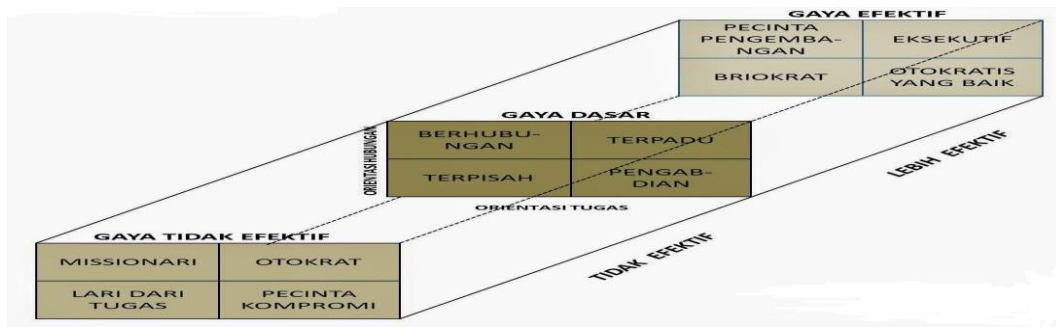 GAYA EFEKTIF
PECINTA
PENGEMBA-
NGAN
EKSEKUTIF
BRIOKRAT
OTOKRATIS
YANG BAIK
GAYA DASAR
BERHUBU-
NGAN
TERPADU
TERPISAH
PENGAB-
DIAN
ORIENTASI HUBUNGAN
ORIENTASI TUGAS
LEBIH EFEKTIF
TIDAK EFEKTIF
GAYA TIDAK EFEKTIF
MISSIONARI
OTOKRAT
LARI DARI
TUGAS
PECINTA
KOMPROMI